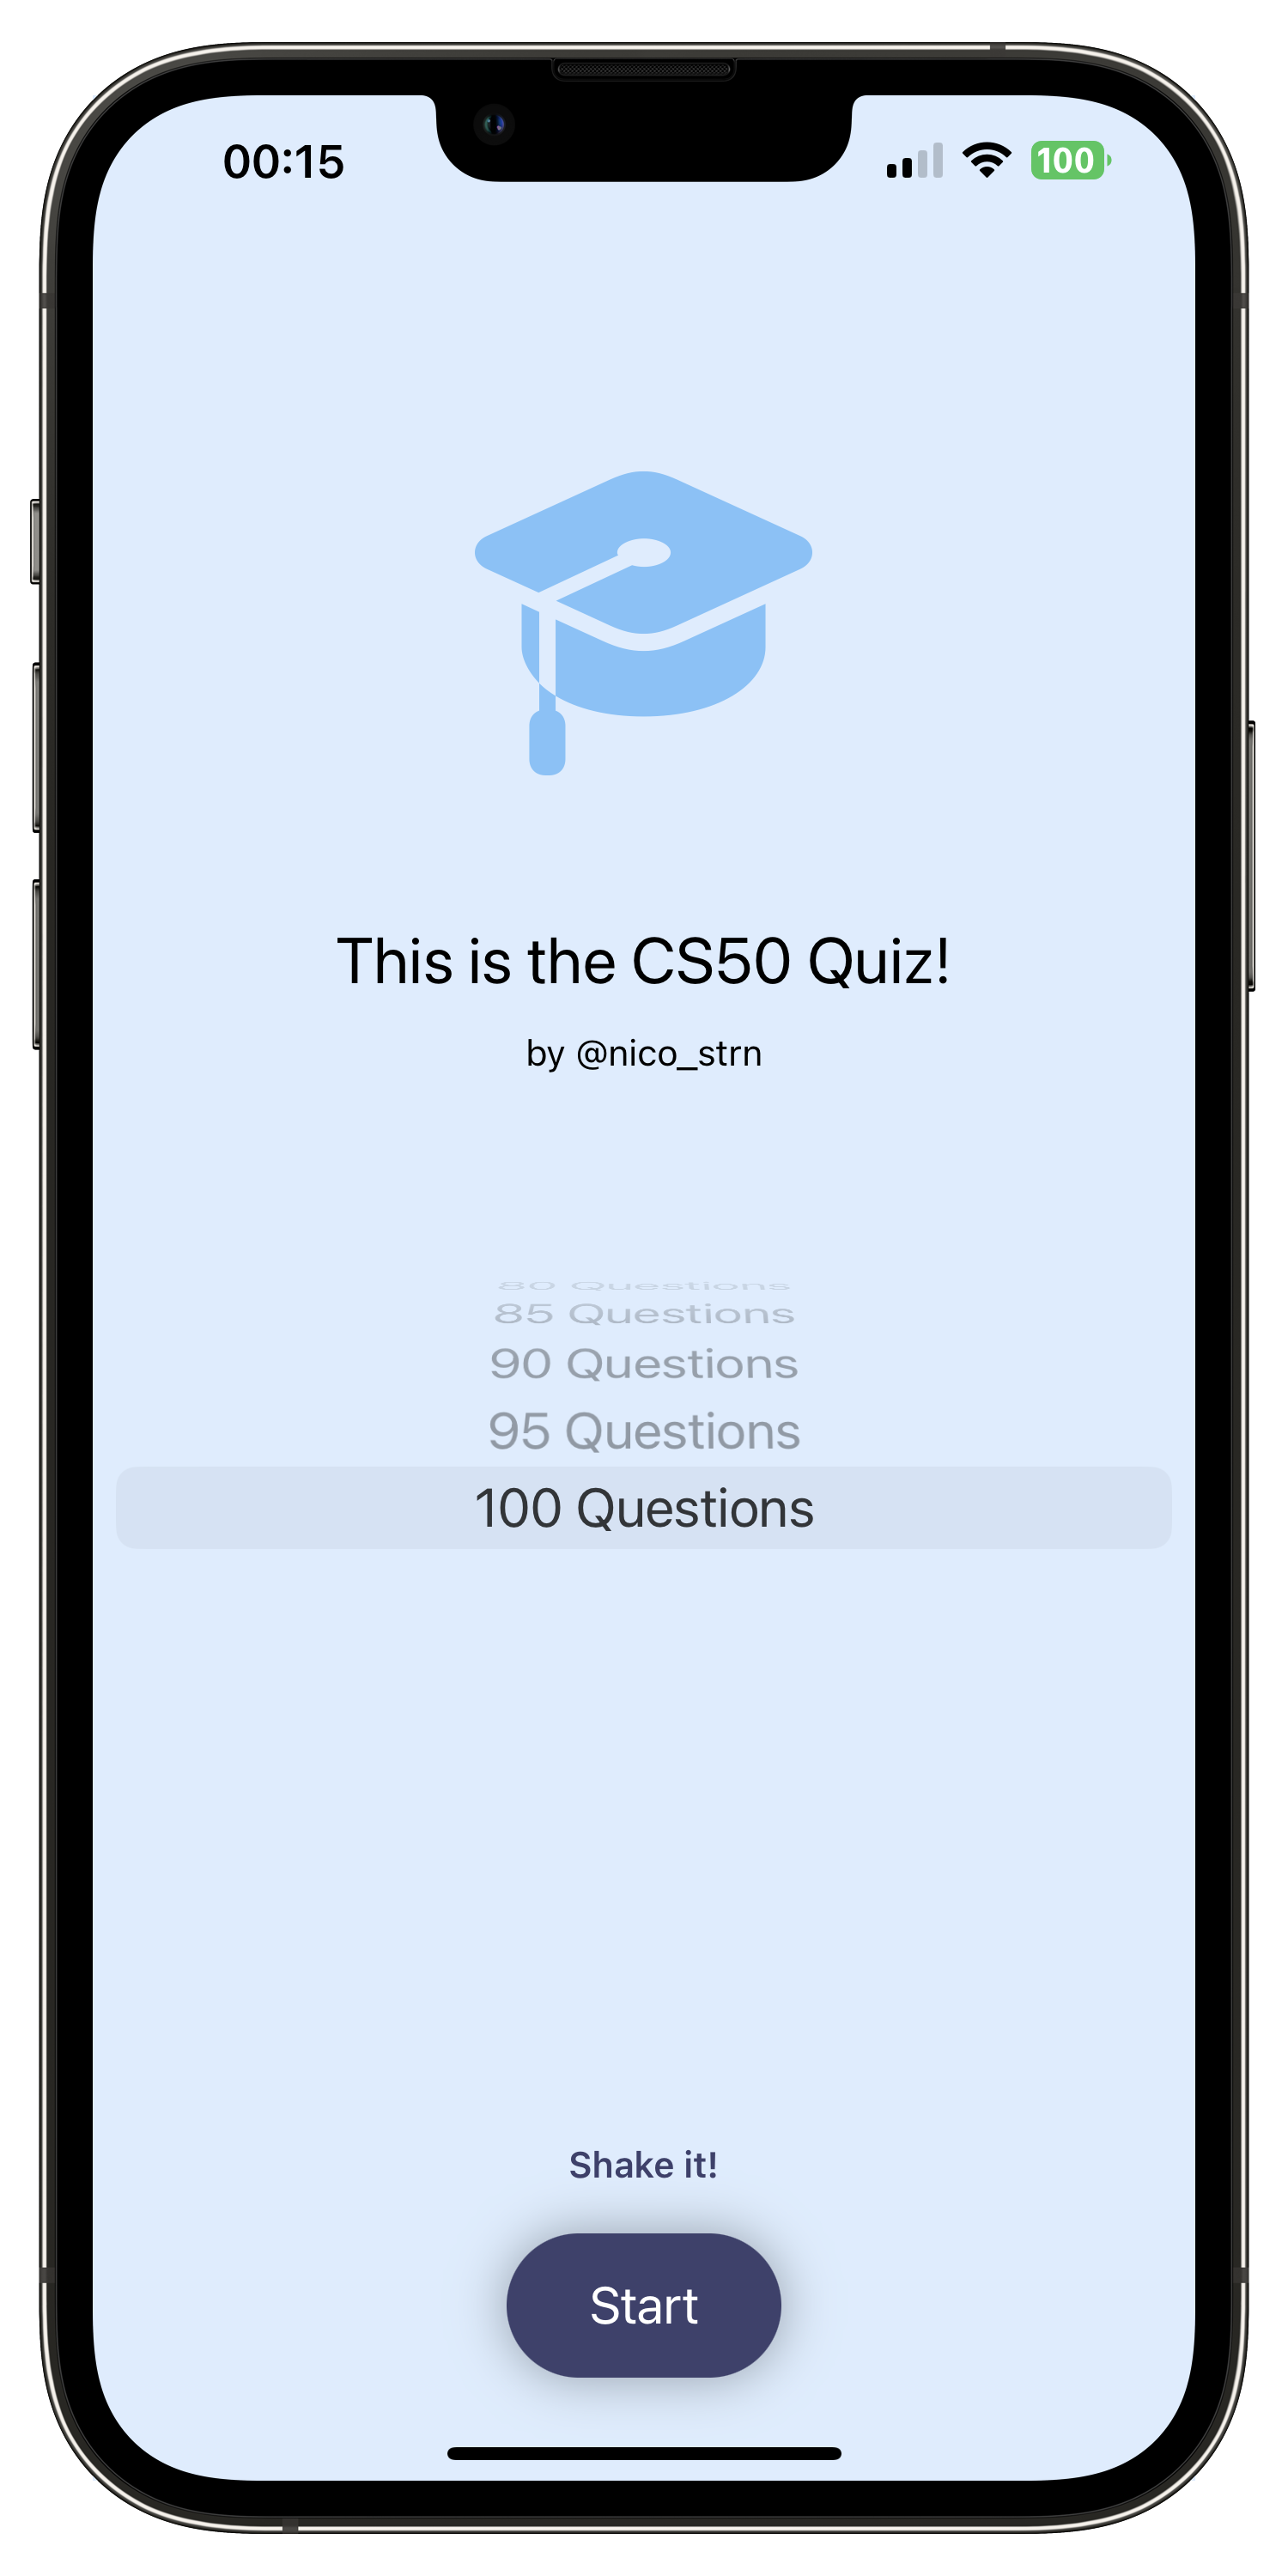 00:15
100
This is the CS50 Quiz!
by @nico_strn
80 Questions
85 Questions
90 Questions
95 Questions
100 Questions
Shake it!
Start